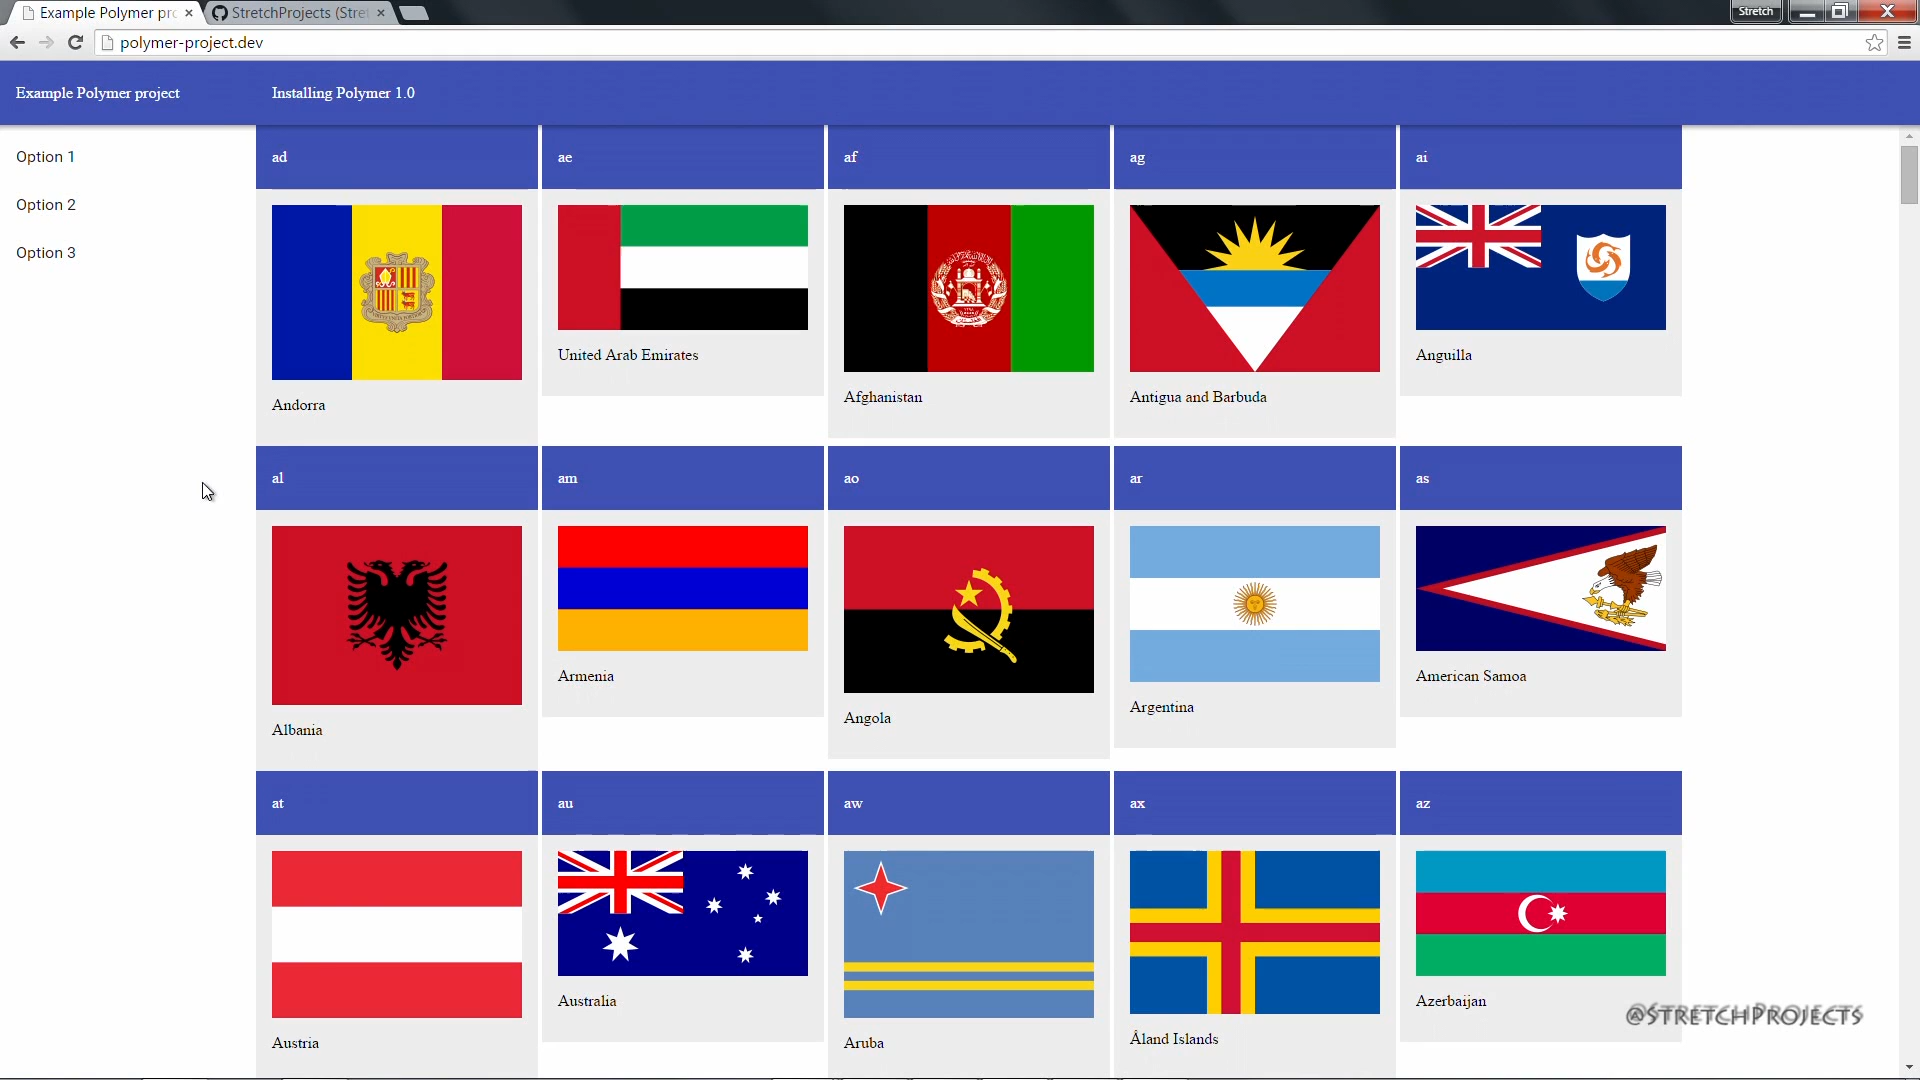 Example Polymer pro
StretchProjects (Stret
Stretch
polymer-project.dev
Example Polymer project
Installing Polymer 1.0
Option 1
Option 2
Option 3
ad
ae
af
ag
ai
Andorra
United Arab Emirates
Afghanistan
Antigua and Barbuda
Anguilla
al
am
ao
ar
as
Albania
Armenia
Angola
Argentina
American Samoa
at
au
aw
ax
az
Austria
Australia
Aruba
Åland Islands
Azerbaijan
@StretchProjects